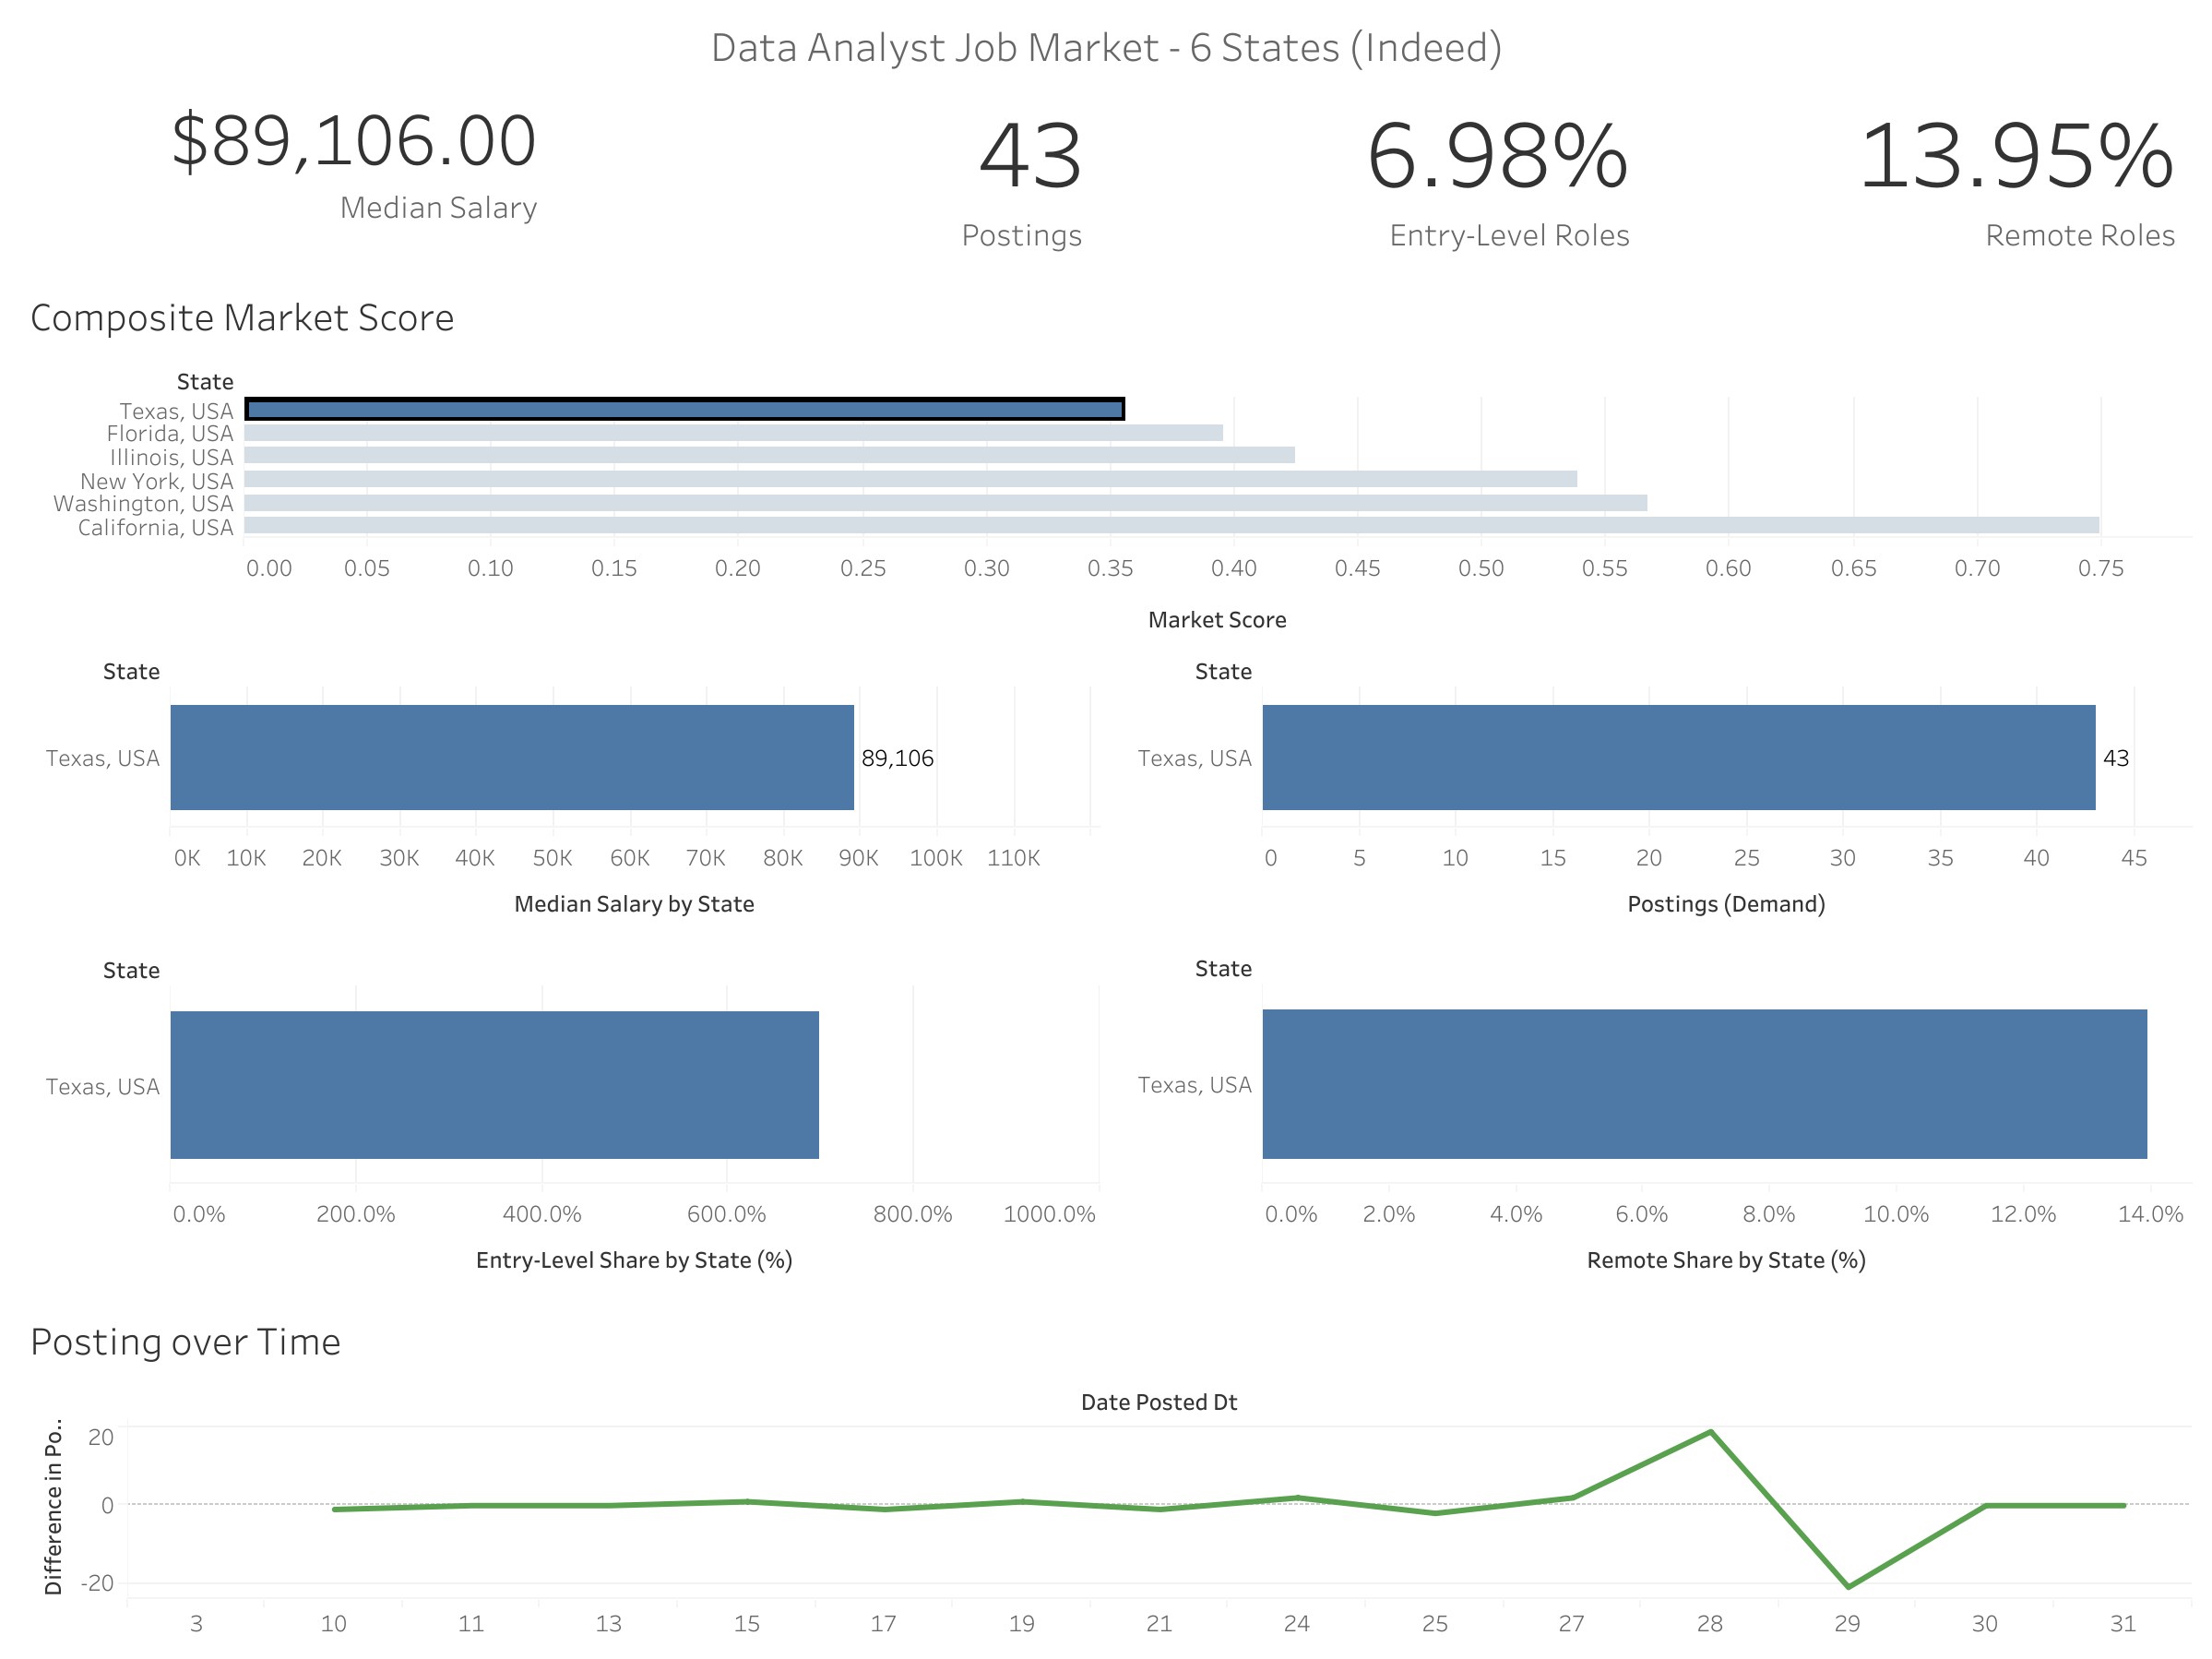 Data Analyst Job Market - 6 States (Indeed)
$89,106.00
Median Salary
43
Postings
6.98%
Entry-Level Roles
13.95%
Remote Roles
Composite Market Score
State
Texas, USA
Florida, USA
Illinois, USA
New York, USA
Washington, USA
California, USA
0.00 0.05 0.10 0.15 0.20 0.25 0.30 0.35 0.40 0.45 0.50 0.55 0.60 0.65 0.70 0.75
Market Score
State
Texas, USA
89,106
0K 10K 20K 30K 40K 50K 60K 70K 80K 90K 100K 110K
Median Salary by State
State
Texas, USA
43
0 5 10 15 20 25 30 35 40 45
Postings (Demand)
State
Texas, USA
0.0% 200.0% 400.0% 600.0% 800.0% 1000.0%
Entry-Level Share by State (%)
State
Texas, USA
0.0% 2.0% 4.0% 6.0% 8.0% 10.0% 12.0% 14.0%
Remote Share by State (%)
Posting over Time
Date Posted Dt
Difference in Po..
20
0
-20
3 10 11 13 15 17 19 21 24 25 27 28 29 30 31